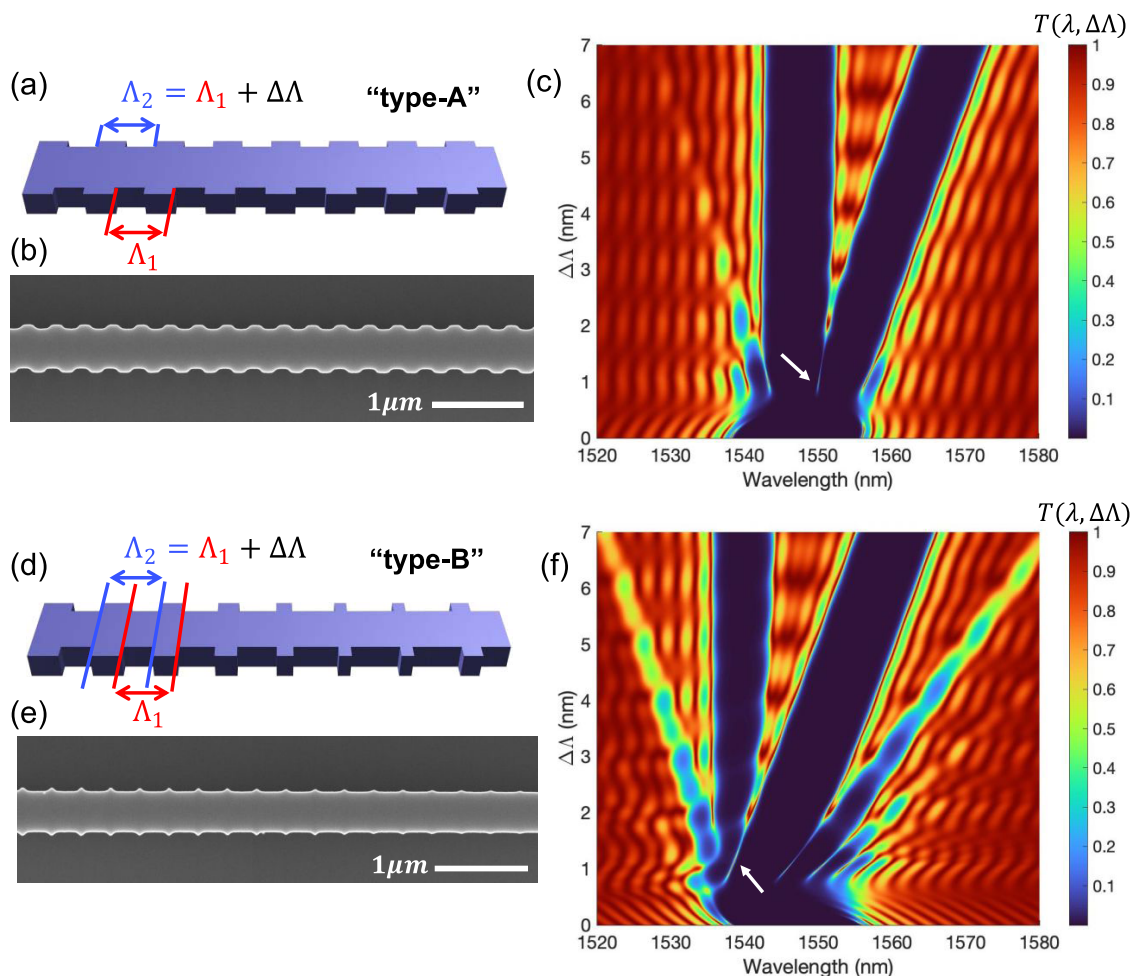 (a)
Λ₂ = Λ₁ + ΔΛ
“type-A”
Λ₁
(b)
1μm
(c)
T(λ, ΔΛ)
ΔΛ (nm)
7
6
5
4
3
2
1
0
1520 1530 1540 1550 1560 1570 1580
Wavelength (nm)
1
0.9
0.8
0.7
0.6
0.5
0.4
0.3
0.2
0.1
(d)
Λ₂ = Λ₁ + ΔΛ
“type-B”
Λ₁
(e)
1μm
(f)
T(λ, ΔΛ)
ΔΛ (nm)
7
6
5
4
3
2
1
0
1520 1530 1540 1550 1560 1570 1580
Wavelength (nm)
1
0.9
0.8
0.7
0.6
0.5
0.4
0.3
0.2
0.1